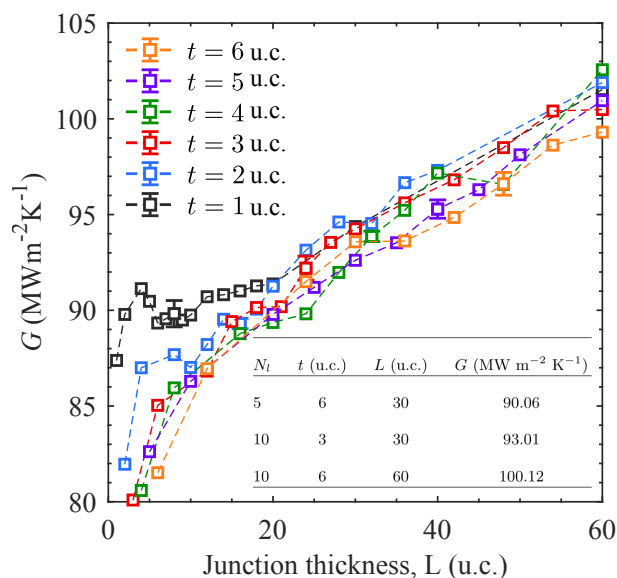 t = 6 u.c.
t = 5 u.c.
t = 4 u.c.
t = 3 u.c.
t = 2 u.c.
t = 1 u.c.
105
100
95
90
85
80
G (MWm⁻²K⁻¹)
N_l t (u.c.) L (u.c.) G (MW m⁻² K⁻¹)
5 6 30 90.06
10 3 30 93.01
10 6 60 100.12
0 20 40 60
Junction thickness, L (u.c.)